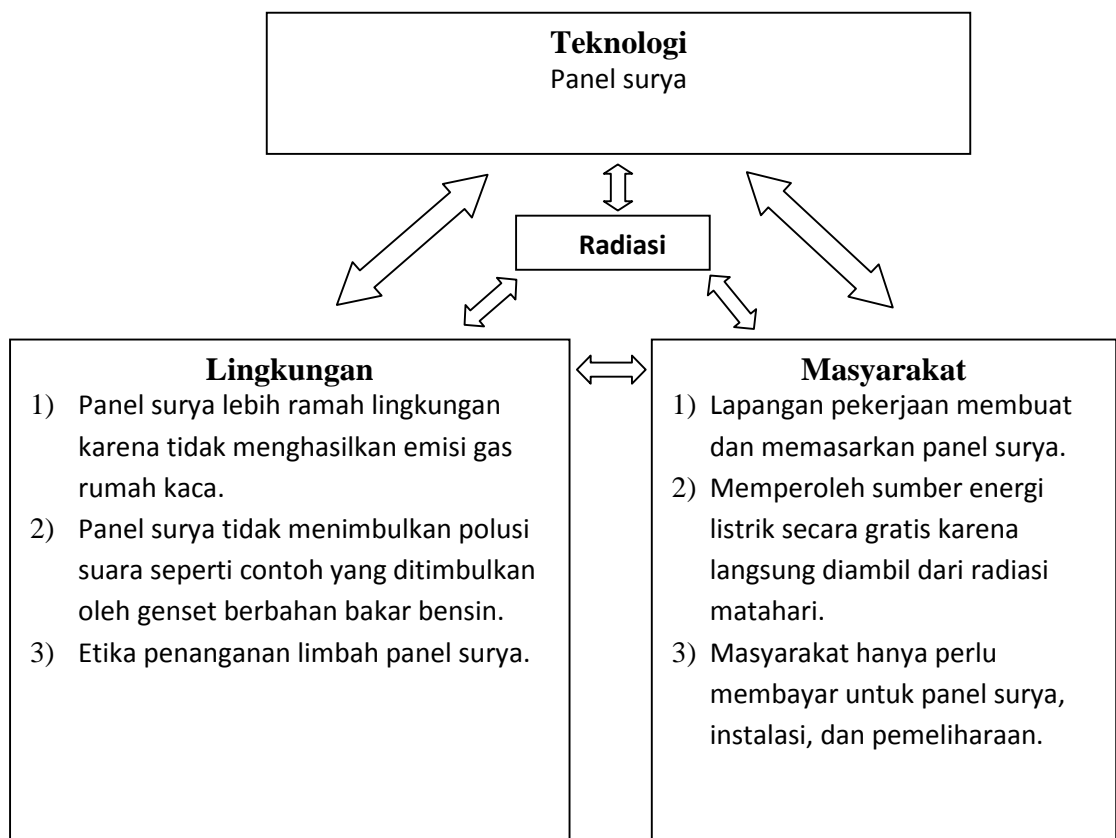 Teknologi
Panel surya
Radiasi
Lingkungan
1) Panel surya lebih ramah lingkungan
karena tidak menghasilkan emisi gas
rumah kaca.
2) Panel surya tidak menimbulkan polusi
suara seperti contoh yang ditimbulkan
oleh genset berbahan bakar bensin.
3) Etika penanganan limbah panel surya.
Masyarakat
1) Lapangan pekerjaan membuat
dan memasarkan panel surya.
2) Memperoleh sumber energi
listrik secara gratis karena
langsung diambil dari radiasi
matahari.
3) Masyarakat hanya perlu
membayar untuk panel surya,
instalasi, dan pemeliharaan.